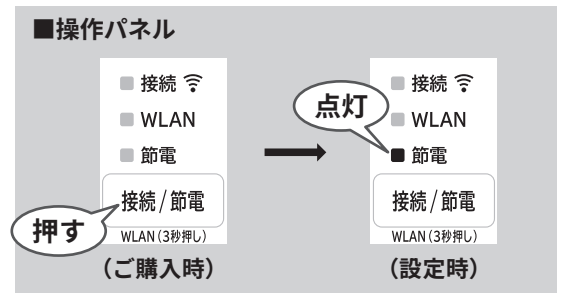 ■操作パネル
接続
WLAN
節電
接続/節電
押す
WLAN(3秒押し)
(ご購入時)
接続
点灯
WLAN
節電
接続/節電
WLAN(3秒押し)
(設定時)